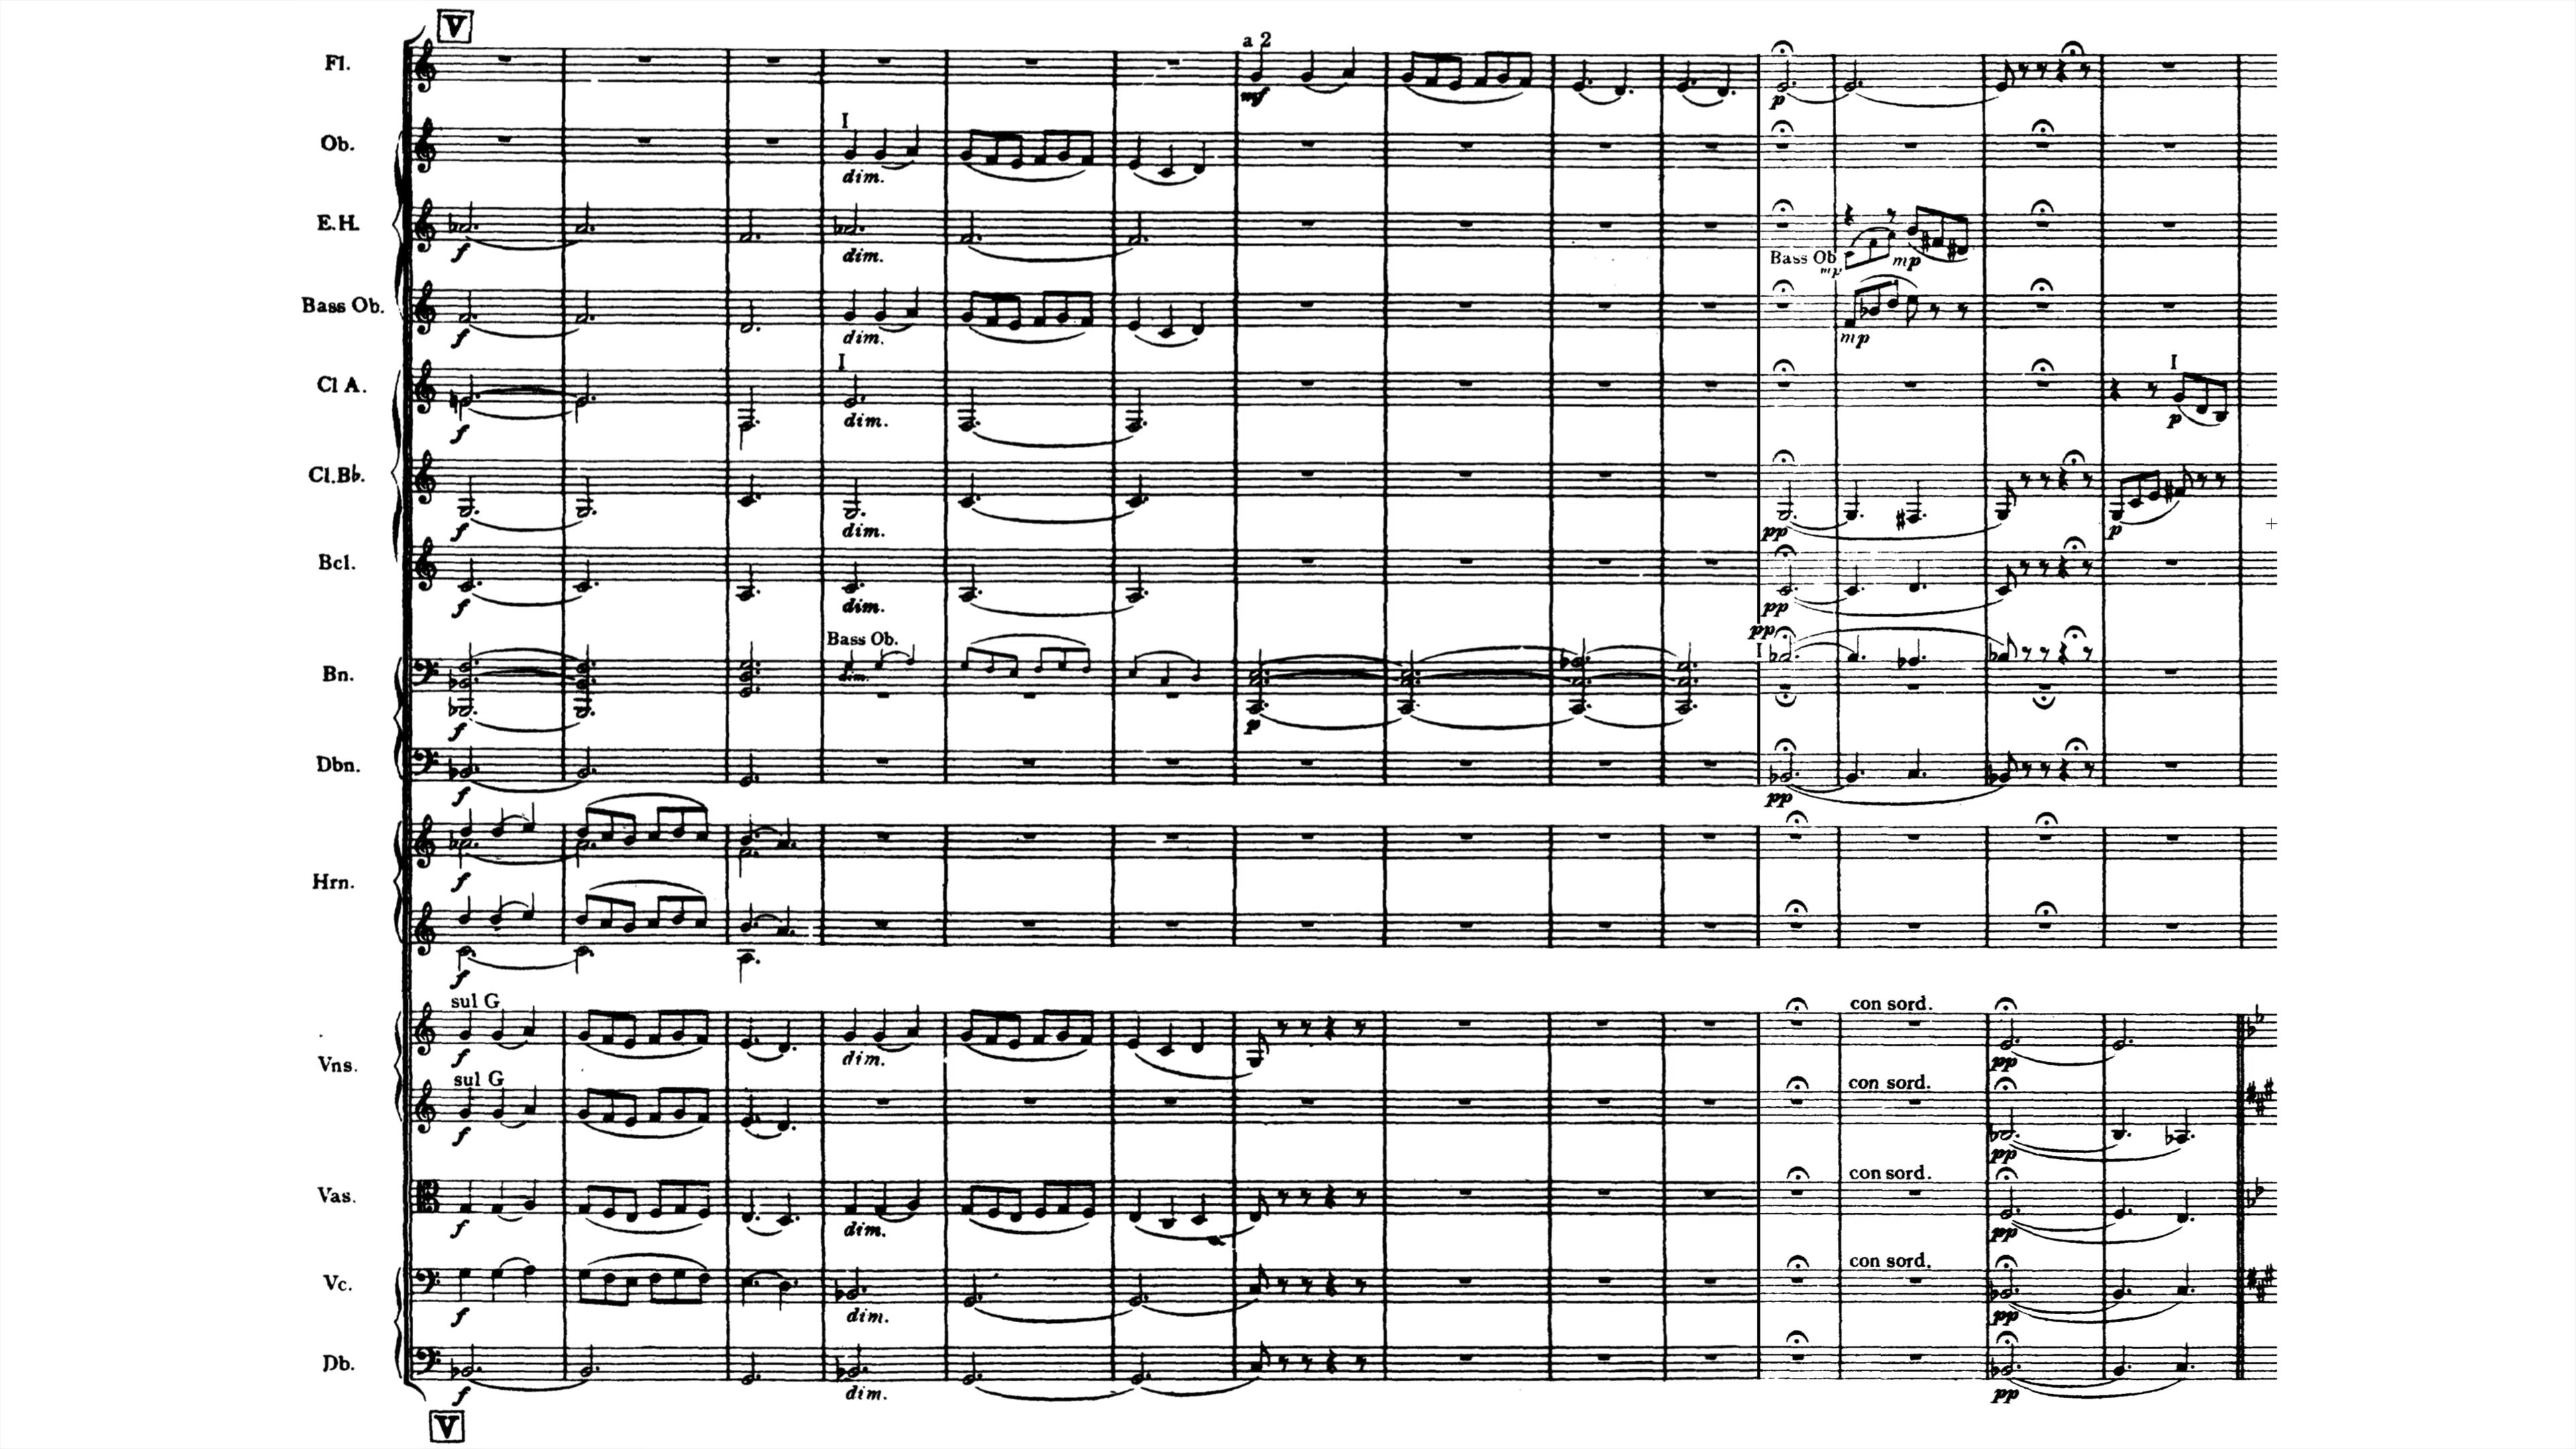 V
Fl.
a 2
mf
p
Ob.
I
dim.
E.H.
f
dim.
Bass Ob.
mp
mp
Bass Ob.
f
dim.
mp
Cl A.
f
I
dim.
I
p
Cl.Bb.
f
dim.
pp
p
Bcl.
f
dim.
pp
Bn.
f
Bass Ob.
dim.
p
pp
I
Dbn.
f
pp
Hrn.
f
f
Vns.
sul G
f
dim.
con sord.
pp
sul G
f
con sord.
pp
Vas.
f
dim.
con sord.
pp
Vc.
f
dim.
con sord.
pp
Db.
f
dim.
pp
V